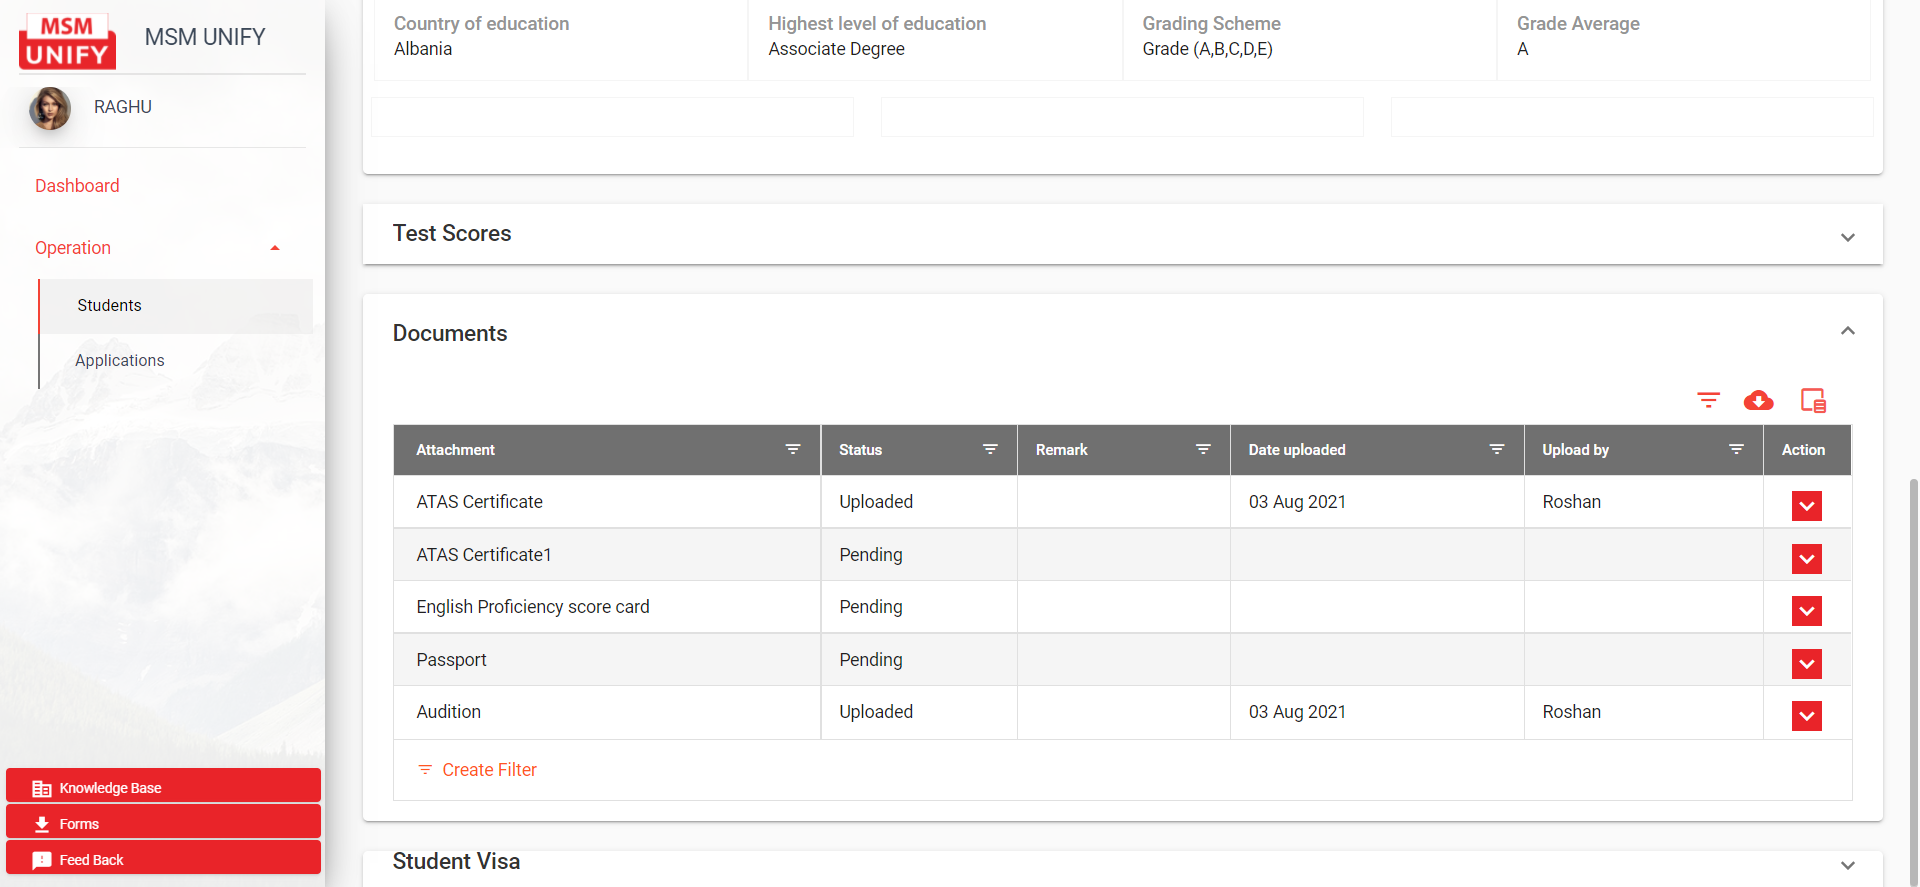 MSM
UNIFY
MSM UNIFY
RAGHU
Dashboard
Operation
Students
Applications
Knowledge Base
Forms
Feed Back
Country of education
Albania
Highest level of education
Associate Degree
Grading Scheme
Grade (A,B,C,D,E)
Grade Average
A
Test Scores
Documents
Attachment Status Remark Date uploaded Upload by Action
ATAS Certificate Uploaded 03 Aug 2021 Roshan
ATAS Certificate1 Pending
English Proficiency score card Pending
Passport Pending
Audition Uploaded 03 Aug 2021 Roshan
Create Filter
Student Visa